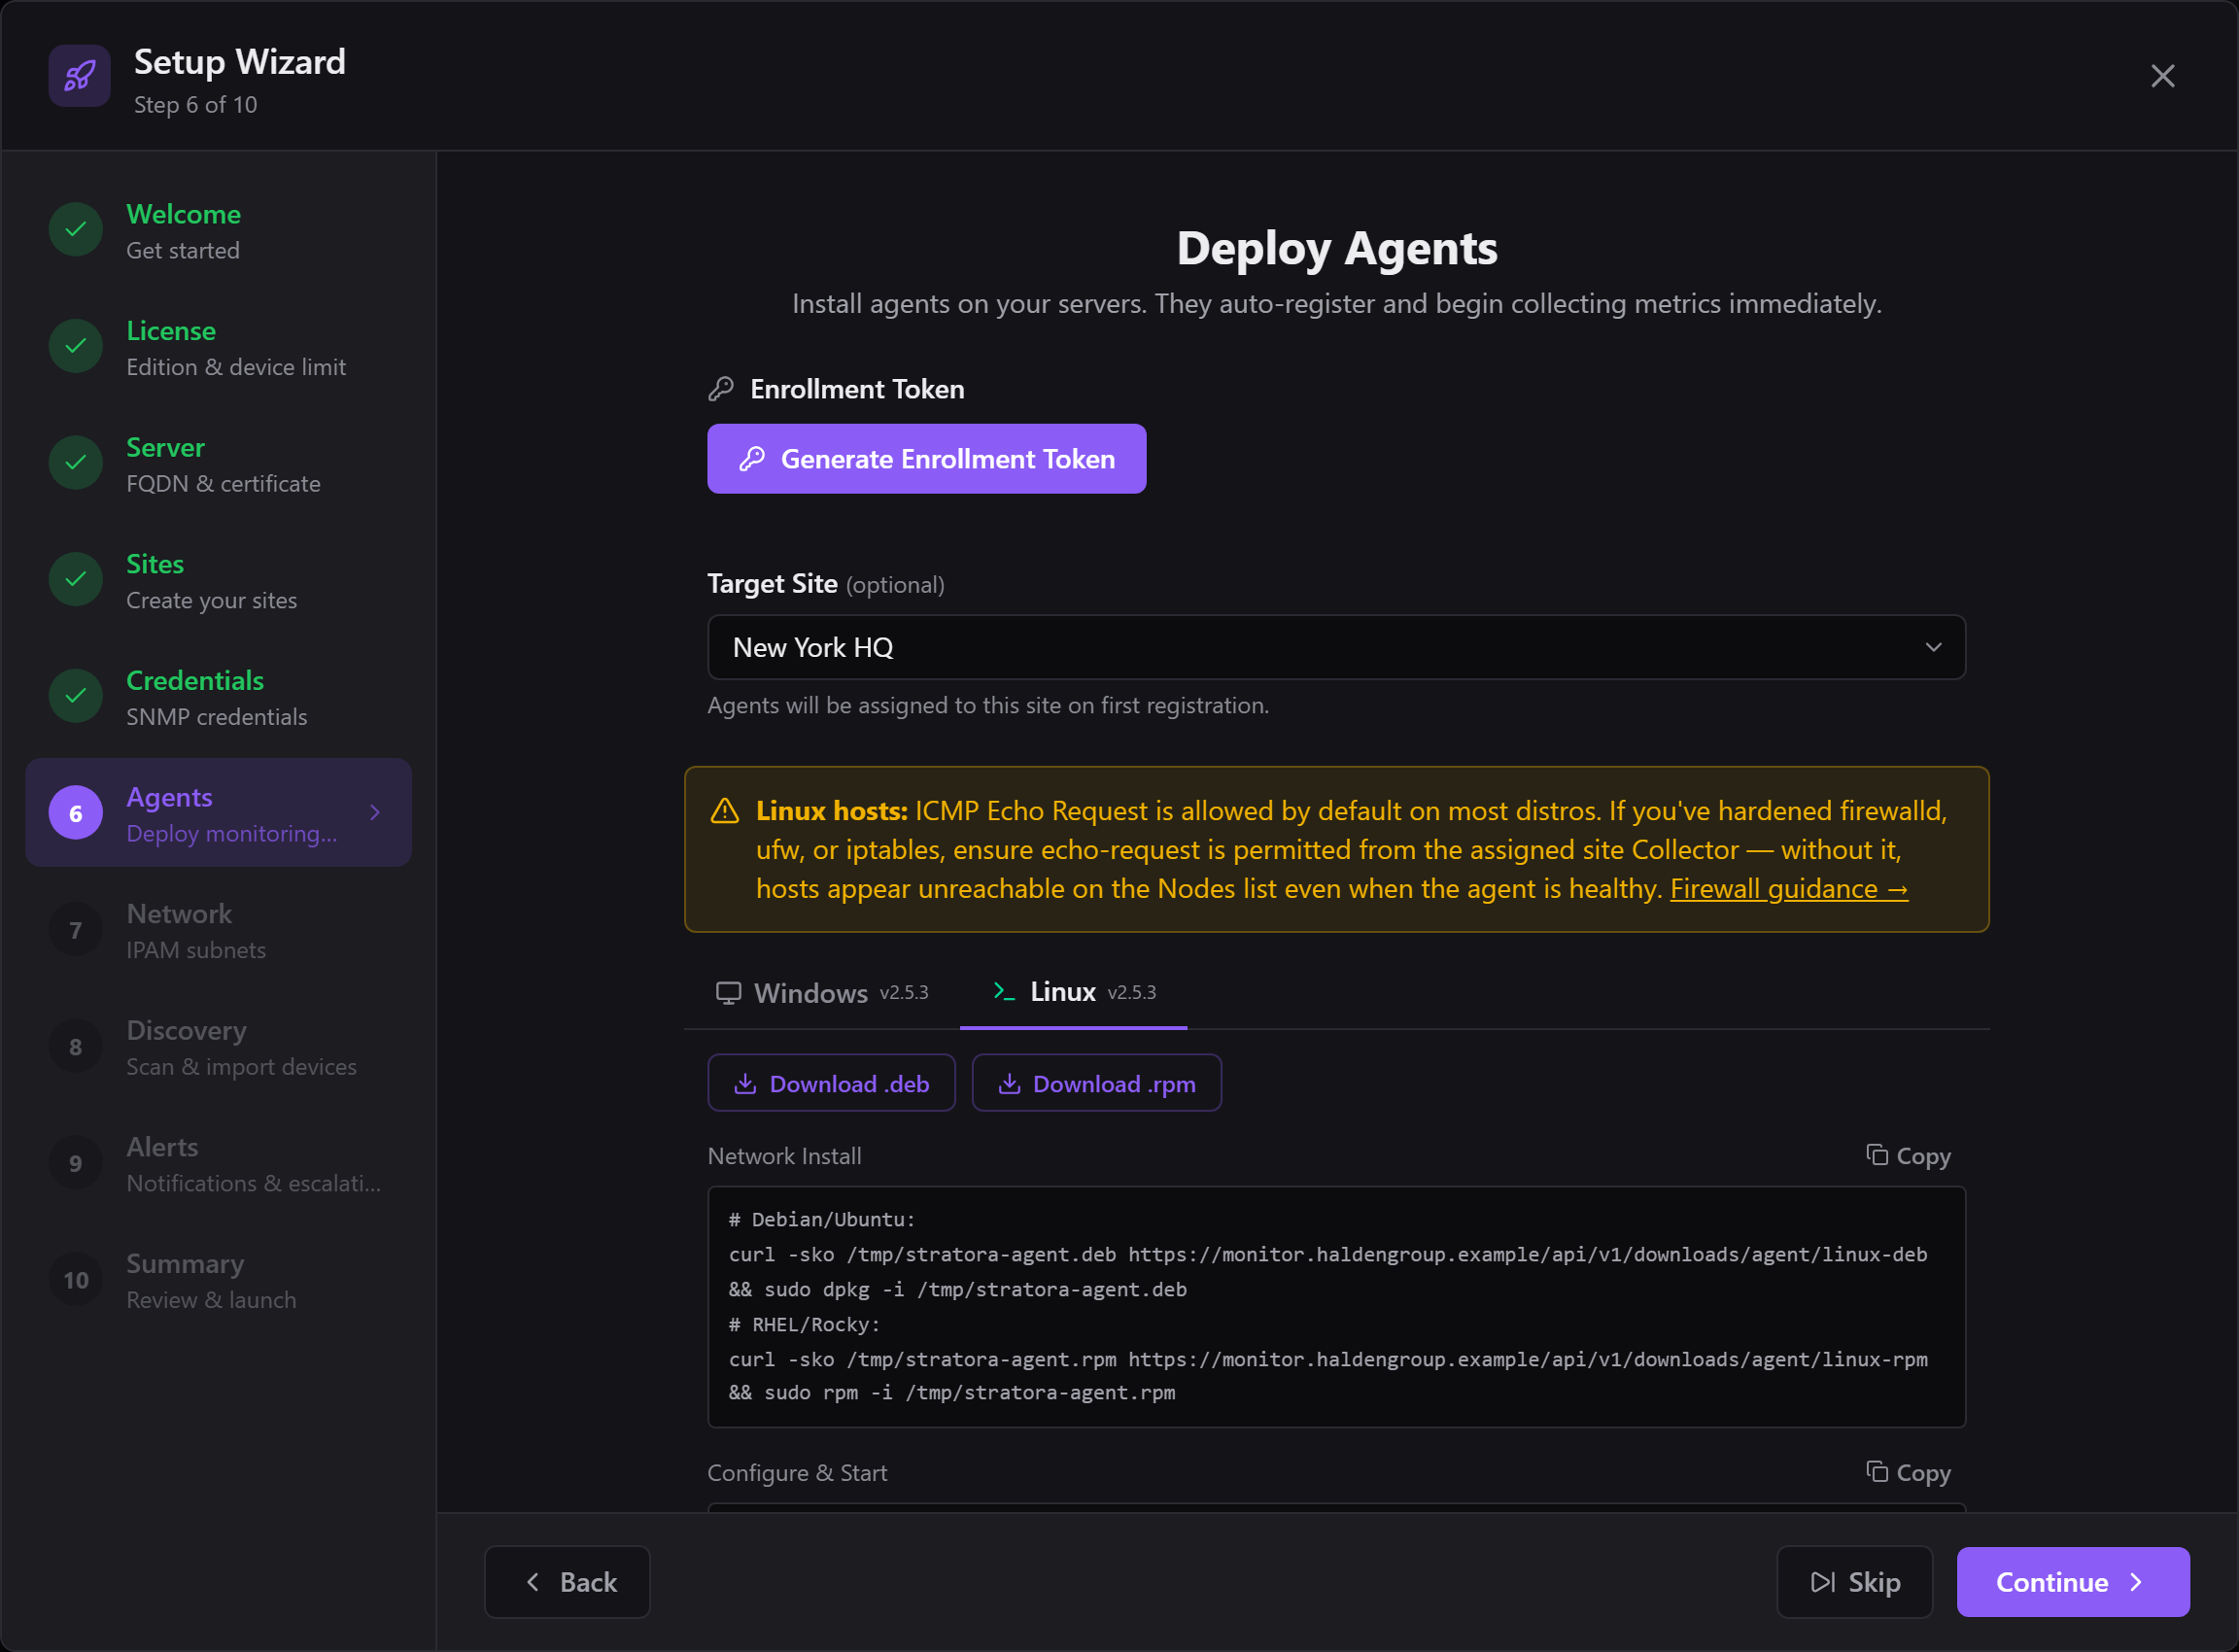 Setup Wizard
Step 6 of 10
Welcome
Get started
License
Edition & device limit
Server
FQDN & certificate
Sites
Create your sites
Credentials
SNMP credentials
6
Agents
Deploy monitoring...
7
Network
IPAM subnets
8
Discovery
Scan & import devices
9
Alerts
Notifications & escalati...
10
Summary
Review & launch
Deploy Agents
Install agents on your servers. They auto-register and begin collecting metrics immediately.
Enrollment Token
Generate Enrollment Token
Target Site (optional)
New York HQ
Agents will be assigned to this site on first registration.
Linux hosts: ICMP Echo Request is allowed by default on most distros. If you've hardened firewalld,
ufw, or iptables, ensure echo-request is permitted from the assigned site Collector — without it,
hosts appear unreachable on the Nodes list even when the agent is healthy. Firewall guidance →
Windows v2.5.3
Linux v2.5.3
Download .deb
Download .rpm
Network Install
Copy
# Debian/Ubuntu:
curl -sko /tmp/stratora-agent.deb https://monitor.haldengroup.example/api/v1/downloads/agent/linux-deb
&& sudo dpkg -i /tmp/stratora-agent.deb
# RHEL/Rocky:
curl -sko /tmp/stratora-agent.rpm https://monitor.haldengroup.example/api/v1/downloads/agent/linux-rpm
&& sudo rpm -i /tmp/stratora-agent.rpm
Configure & Start
Copy
Back
Skip
Continue